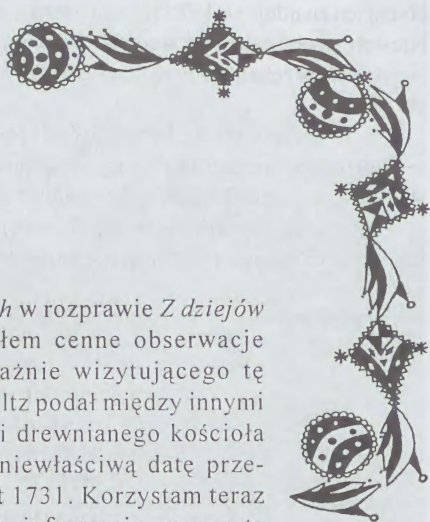 h w rozprawie Z dziejów
łem cenne obserwacje
ażnie wizytującego tę
ltz podał między innymi
i drewnianego kościoła
niewłaściwą datę prze-
t 1731. Korzystam teraz